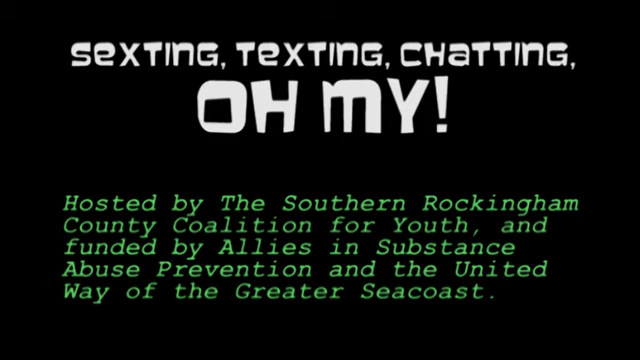 SEXTING, TEXTING, CHATTING,
OH MY!
Hosted by The Southern Rockingham
County Coalition for Youth, and
funded by Allies in Substance
Abuse Prevention and the United
Way of the Greater Seacoast.